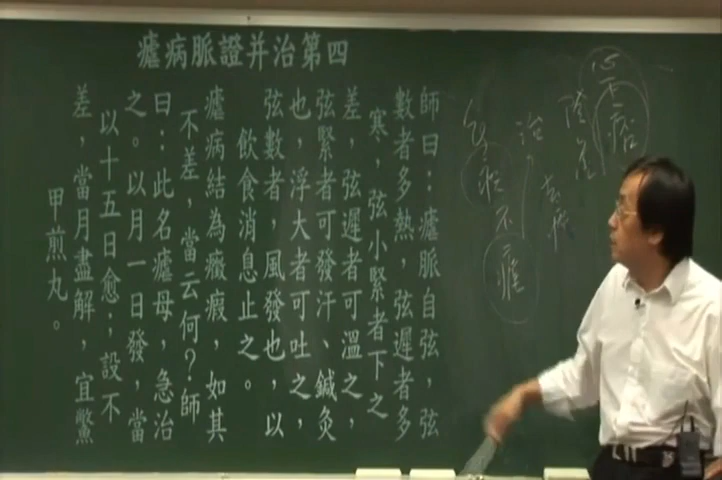 瘧病脈證并治第四
師曰：瘧脈自弦，弦
數者多熱，弦遲者多
寒，弦小緊者下之
差，弦遲者可溫之，
弦緊者可發汗、鍼灸
也，浮大者可吐之，
弦數者，風發也，以
飲食消息止之。
瘧病結為癥瘕，如其
不差，當云何？師
曰：此名瘧母，急治
之。以月一日發，當
以十五日愈；設不
差，當月盡解，宜鱉
甲煎丸。
痞
治
不